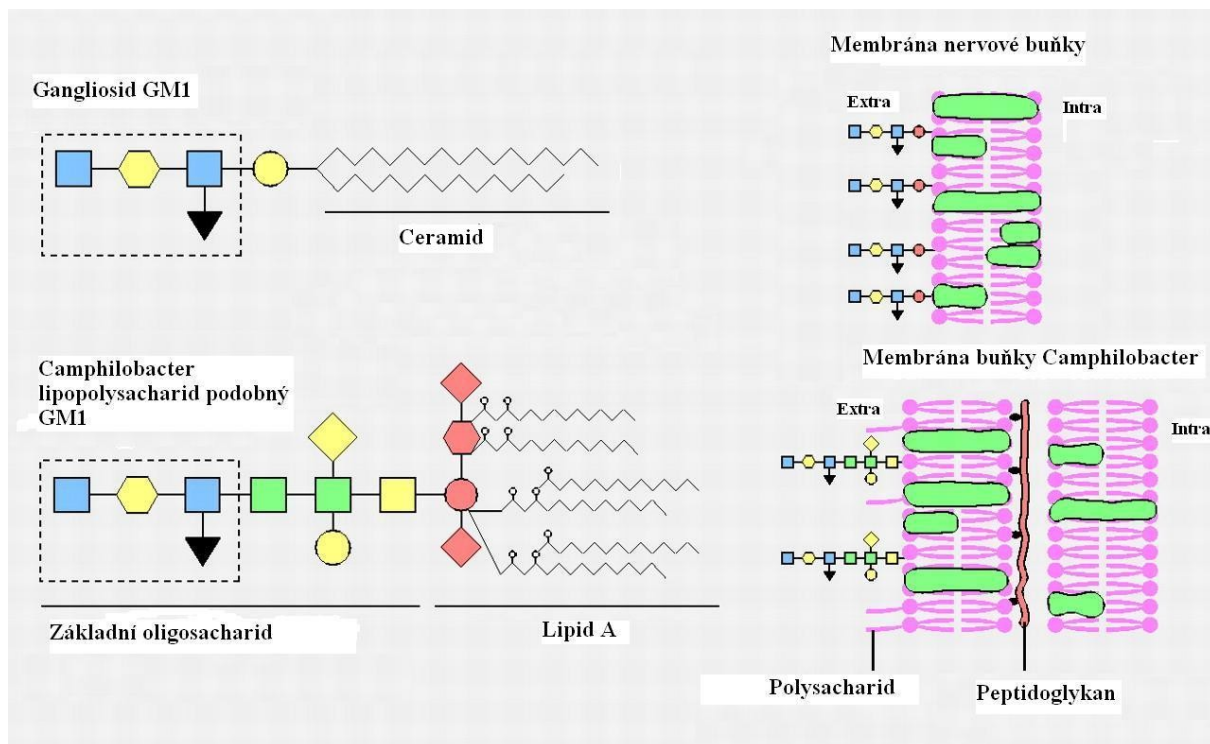 Gangliosid GM1
Ceramid
Membrána nervové buňky
Extra
Intra
Camphilobacter
lipopolysacharid podobný
GM1
Základní oligosacharid
Lipid A
Membrána buňky Camphilobacter
Extra
Intra
Polysacharid
Peptidoglykan